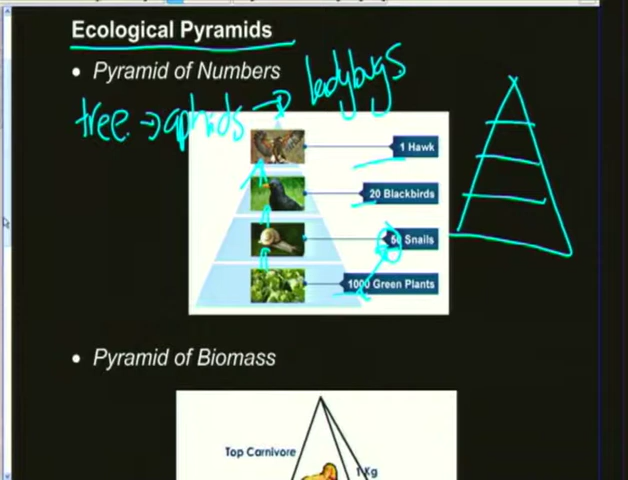 Ecological Pyramids
• Pyramid of Numbers
tree → aphids → ladybugs
1 Hawk
20 Blackbirds
50 Snails
1000 Green Plants
• Pyramid of Biomass
Top Carnivore
1 Kg